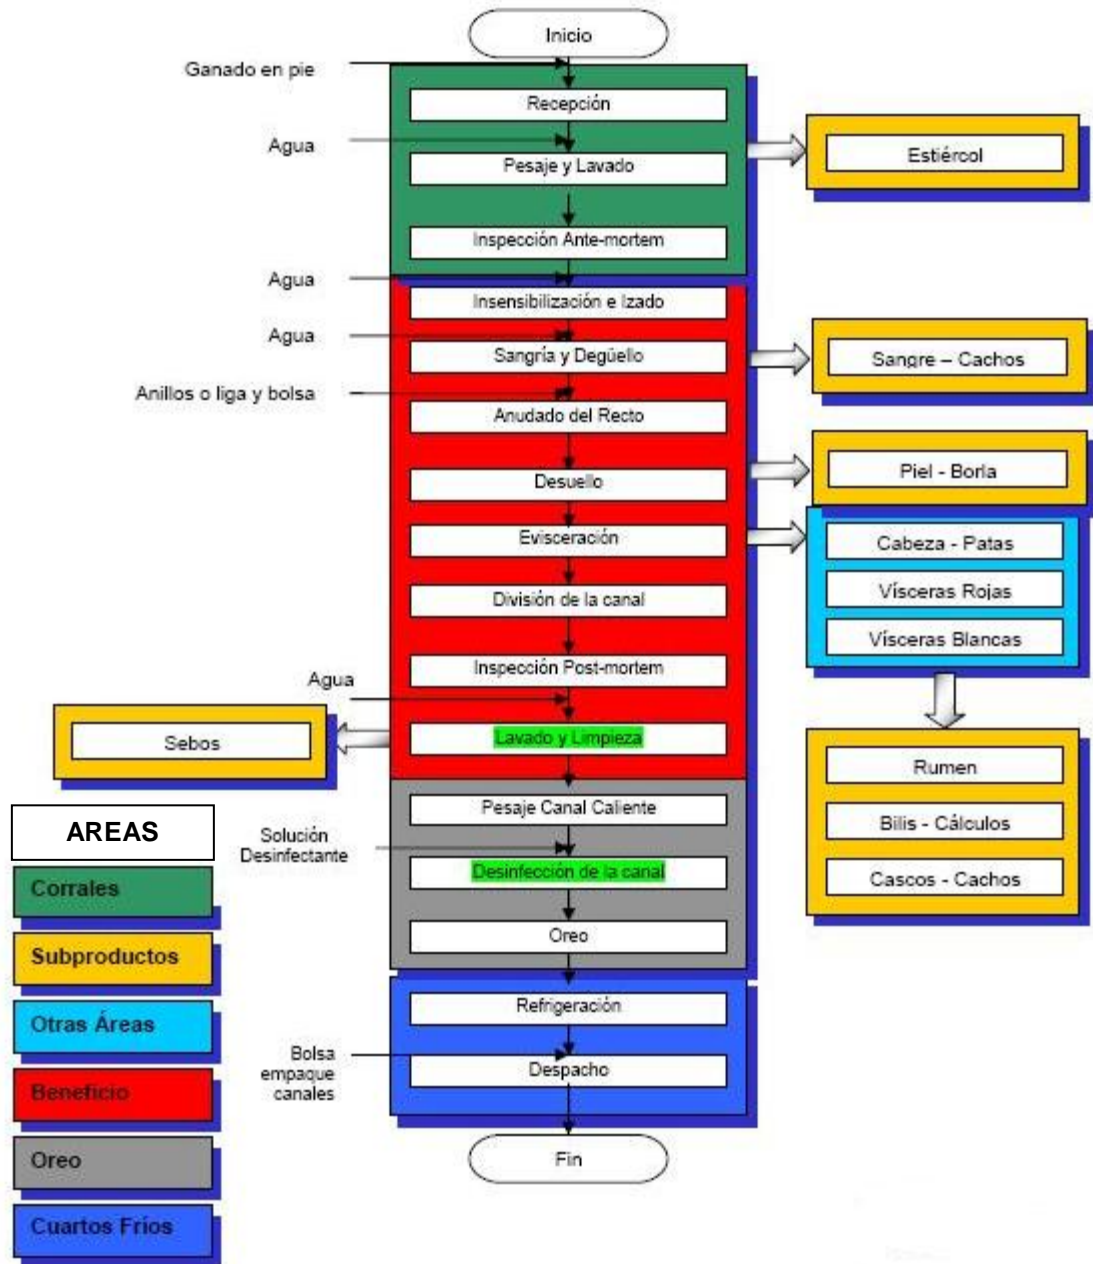 Inicio
Ganado en pie
Recepción
Agua
Pesaje y Lavado
Estiércol
Inspección Ante-mortem
Agua
Insensibilización e Izado
Agua
Sangría y Degüello
Sangre – Cachos
Anillos o liga y bolsa
Anudado del Recto
Desuello
Piel - Borla
Evisceración
Cabeza - Patas
Vísceras Rojas
Vísceras Blancas
División de la canal
Inspección Post-mortem
Agua
Lavado y Limpieza
Sebos
Rumen
Bilis - Cálculos
Cascos - Cachos
Pesaje Canal Caliente
Solución
Desinfectante
Desinfección de la canal
Oreo
Refrigeración
Bolsa
empaque
canales
Despacho
Fin
AREAS
Corrales
Subproductos
Otras Áreas
Beneficio
Oreo
Cuartos Fríos